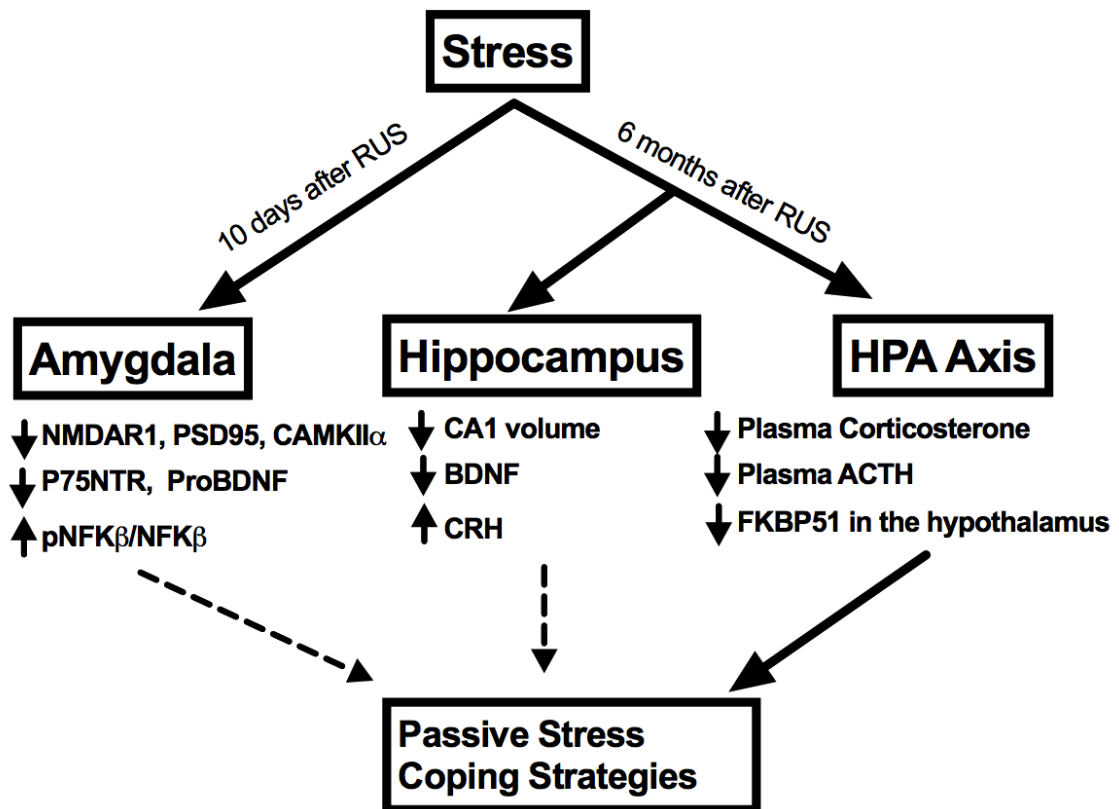 Stress
10 days after RUS
6 months after RUS
Amygdala
NMDAR1, PSD95, CAMKIIα
P75NTR, ProBDNF
pNFKβ/NFKβ
Hippocampus
CA1 volume
BDNF
CRH
HPA Axis
Plasma Corticosterone
Plasma ACTH
FKBP51 in the hypothalamus
Passive Stress
Coping Strategies